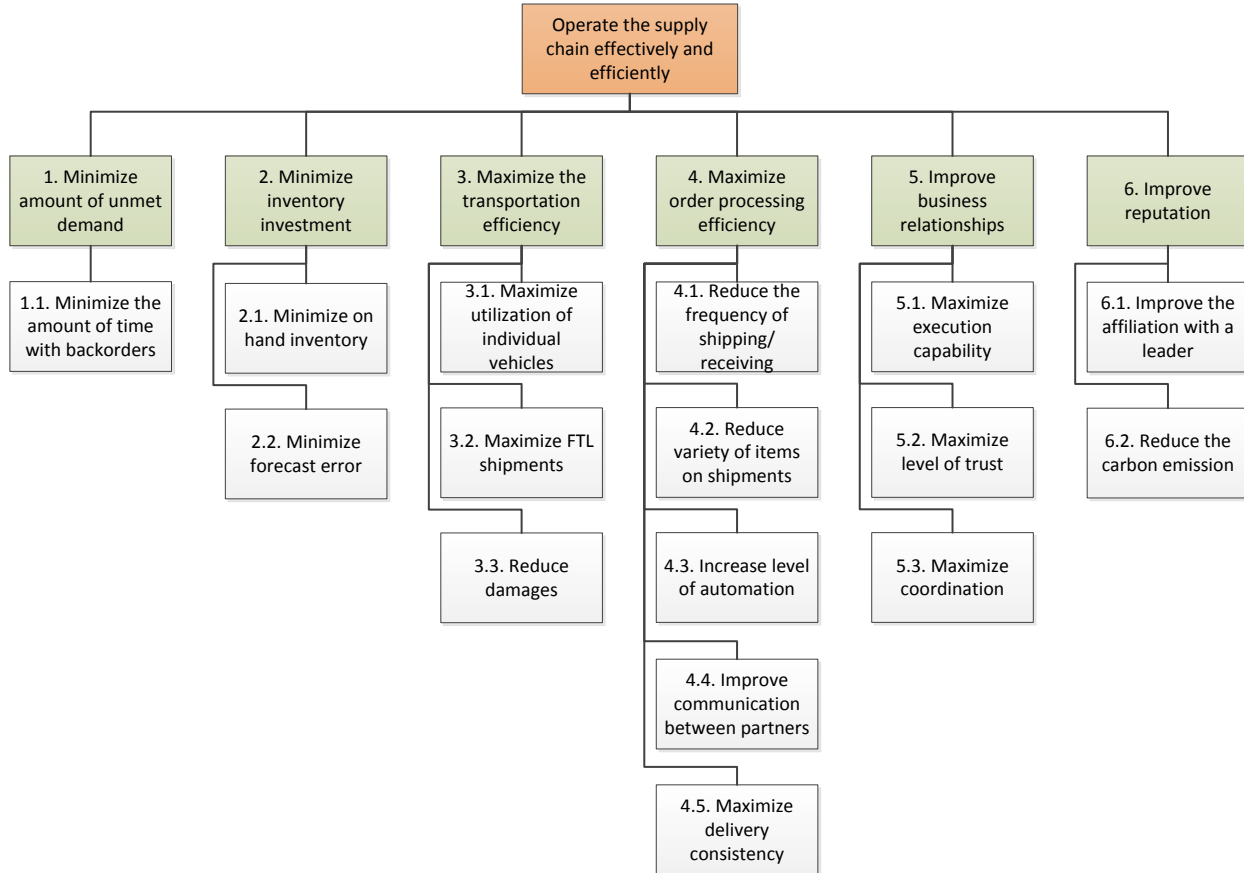 Operate the supply
chain effectively and
efficiently
1. Minimize
amount of unmet
demand
2. Minimize
inventory
investment
3. Maximize the
transportation
efficiency
4. Maximize
order processing
efficiency
5. Improve
business
relationships
6. Improve
reputation
1.1. Minimize the
amount of time
with backorders
2.1. Minimize on
hand inventory
3.1. Maximize
utilization of
individual
vehicles
4.1. Reduce the
frequency of
shipping/
receiving
5.1. Maximize
execution
capability
6.1. Improve the
affiliation with a
leader
2.2. Minimize
forecast error
3.2. Maximize FTL
shipments
4.2. Reduce
variety of items
on shipments
5.2. Maximize
level of trust
6.2. Reduce the
carbon emission
3.3. Reduce
damages
4.3. Increase level
of automation
5.3. Maximize
coordination
4.4. Improve
communication
between partners
4.5. Maximize
delivery
consistency